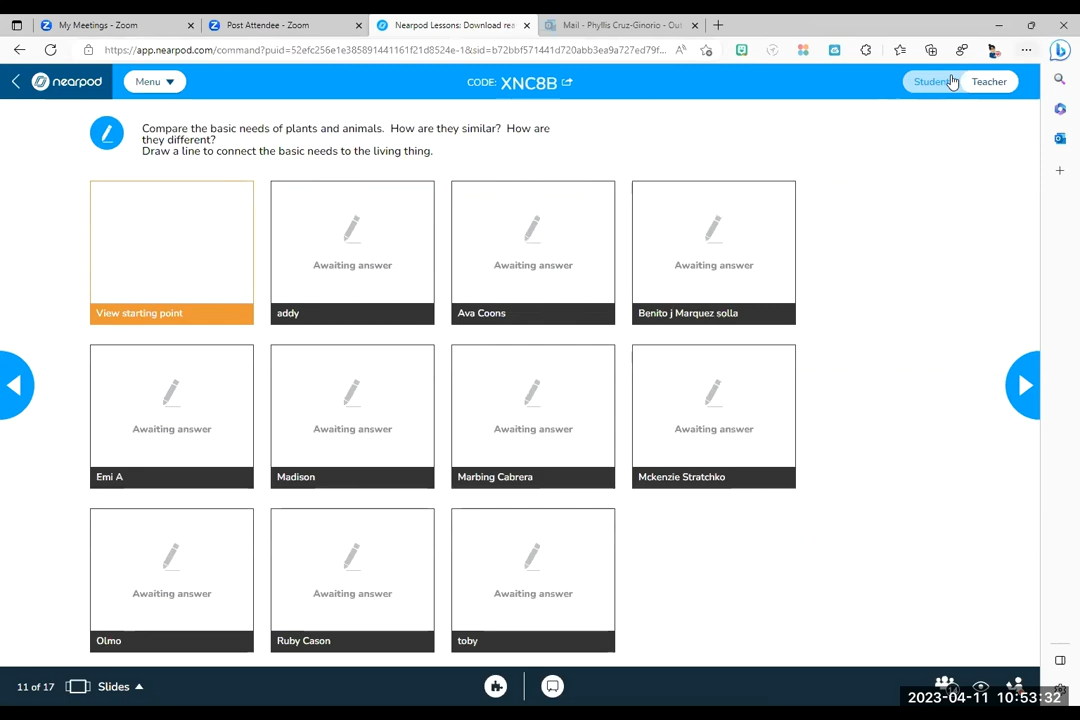 My Meetings - Zoom
Post Attendee - Zoom
Nearpod Lessons: Download rea
Mail - Phyllis Cruz-Ginorio - Out
https://app.nearpod.com/command?puid=52efc256e1e385891441161f21d8524e-1&sid=b72bbf571441d720abb3ea9a727ed79f...
nearpod
Menu
CODE: XNC8B
Student
Teacher
Compare the basic needs of plants and animals. How are they similar? How are
they different?
Draw a line to connect the basic needs to the living thing.
Awaiting answer
Awaiting answer
Awaiting answer
View starting point
addy
Ava Coons
Benito j Marquez solla
Awaiting answer
Awaiting answer
Awaiting answer
Awaiting answer
Emi A
Madison
Marbing Cabrera
Mckenzie Stratchko
Awaiting answer
Awaiting answer
Awaiting answer
Olmo
Ruby Cason
toby
11 of 17
Slides
2023-04-11 10:53:32